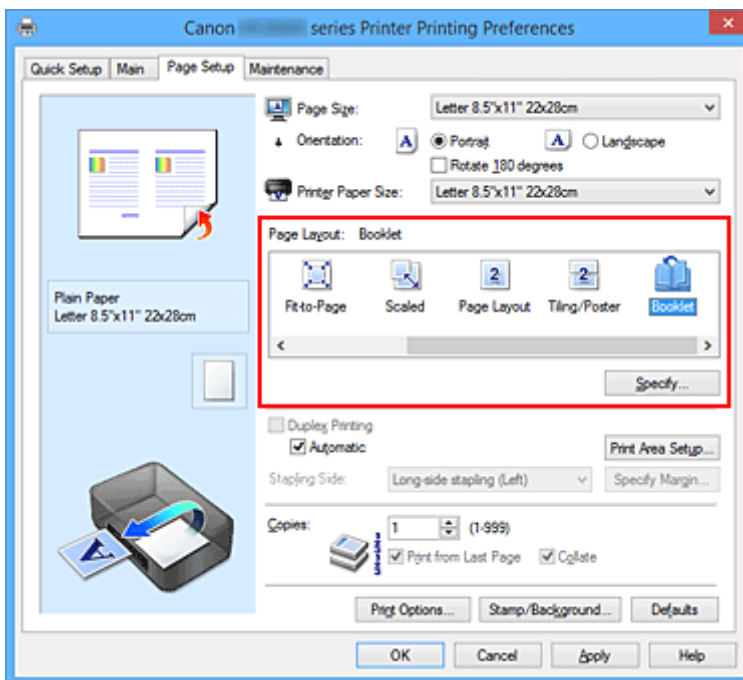 Canon series Printer Printing Preferences
Quick Setup Main Page Setup Maintenance
Page Size: Letter 8.5"x11" 22x28cm
Orientation: A Portrait A Landscape
Rotate 180 degrees
Printer Paper Size: Letter 8.5"x11" 22x28cm
Page Layout: Booklet
2 2
Fit-to-Page Scaled Page Layout Tiling/Poster Booklet
Plain Paper
Letter 8.5"x11" 22x28cm
Specify...
Duplex Printing
Automatic Print Area Setup...
Stapling Side: Long-side stapling (Left) Specify Margin...
Copies: 1 (1-999)
Print from Last Page Collate
A
Print Options... Stamp/Background... Defaults
OK Cancel Apply Help